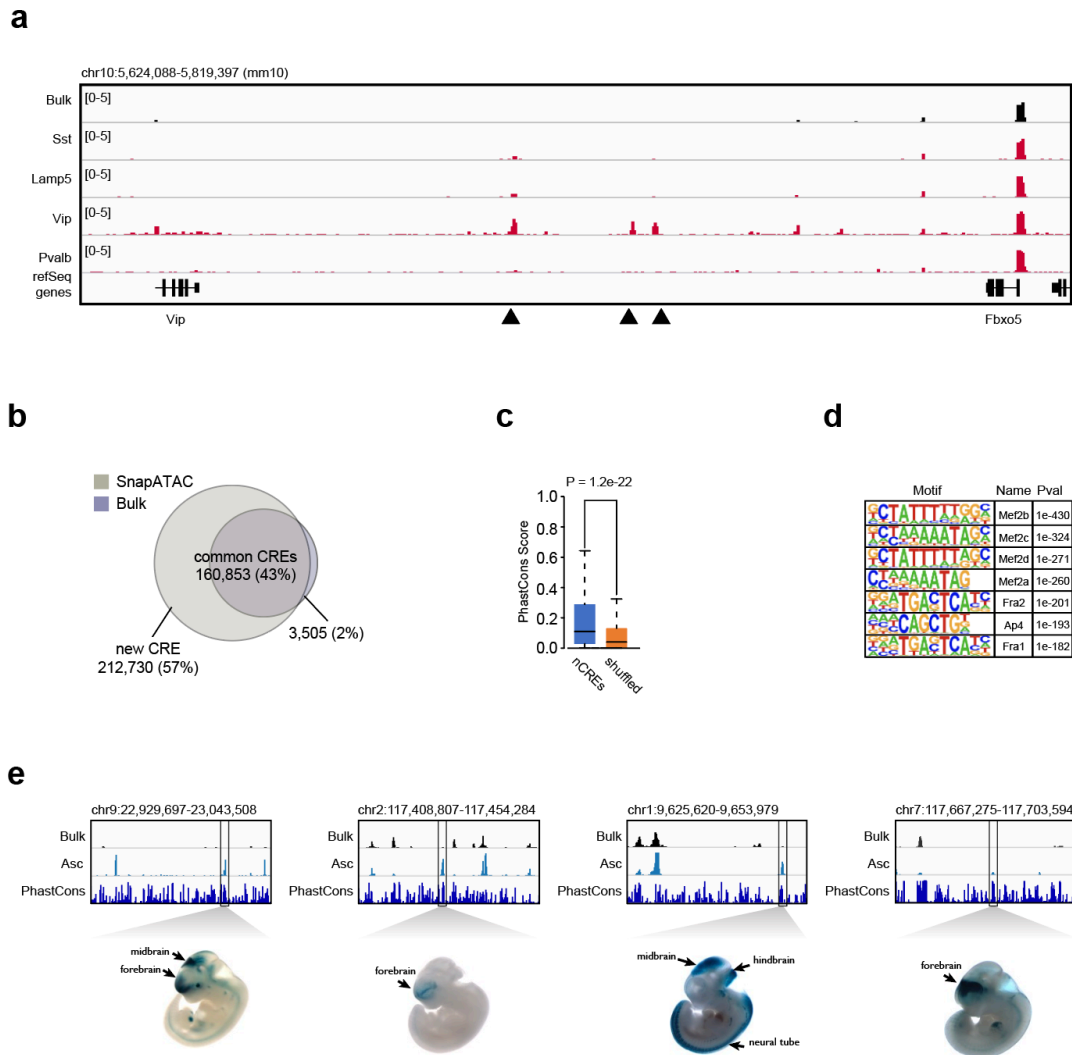 a
chr10:5,624,088-5,819,397 (mm10)
Bulk [0-5]
Sst [0-5]
Lamp5 [0-5]
Vip [0-5]
Pvalb [0-5]
refSeq
genes
Vip Fbxo5
b
SnapATAC
Bulk
common CREs
160,853 (43%)
3,505 (2%)
new CRE
212,730 (57%)
c
P = 1.2e-22
PhastCons Score
1.0
0.8
0.6
0.4
0.2
0.0
nCREs shuffled
d
Motif Name Pval
GCTATTTTTGGC Mef2b 1e-430
CTAAAAATAGC Mef2c 1e-324
GCTATTTTTGGC Mef2d 1e-271
CTAAAAATAG Mef2a 1e-260
GGATGAGTCATC Fra2 1e-201
AACAGCTG Ap4 1e-193
GATGAGTCATC Fra1 1e-182
e
chr9:22,929,697-23,043,508
Bulk
Asc
PhastCons
midbrain
forebrain
chr2:117,408,807-117,454,284
Bulk
Asc
PhastCons
forebrain
chr1:9,625,620-9,653,979
Bulk
Asc
PhastCons
midbrain
hindbrain
neural tube
chr7:117,667,275-117,703,594
Bulk
Asc
PhastCons
forebrain